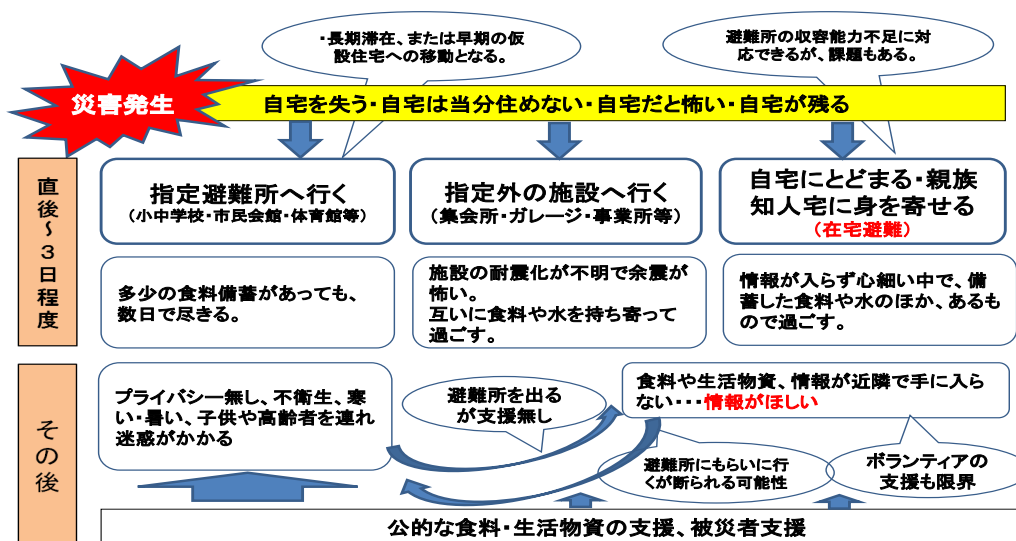 ・長期滞在、または早期の仮
設住宅への移動となる。
避難所の収容能力不足に対
応できるが、課題もある。
災害発生
自宅を失う・自宅は当分住めない・自宅だと怖い・自宅が残る
直後～3日程度
指定避難所へ行く
（小中学校・市民会館・体育館等）
指定外の施設へ行く
（集会所・ガレージ・事業所等）
自宅にとどまる・親族
知人宅に身を寄せる
（在宅避難）
多少の食料備蓄があっても、
数日で尽きる。
施設の耐震化が不明で余震が
怖い。
互いに食料や水を持ち寄って
過ごす。
情報が入らず心細い中で、備
蓄した食料や水のほか、あるも
ので過ごす。
その後
プライバシー無し、不衛生、寒
い・暑い、子供や高齢者を連れ
迷惑がかかる
避難所を出る
が支援無し
食料や生活物資、情報が近隣で手に入ら
ない・・・情報がほしい
避難所にもらいに行
くが断られる可能性
ボランティアの
支援も限界
公的な食料・生活物資の支援、被災者支援